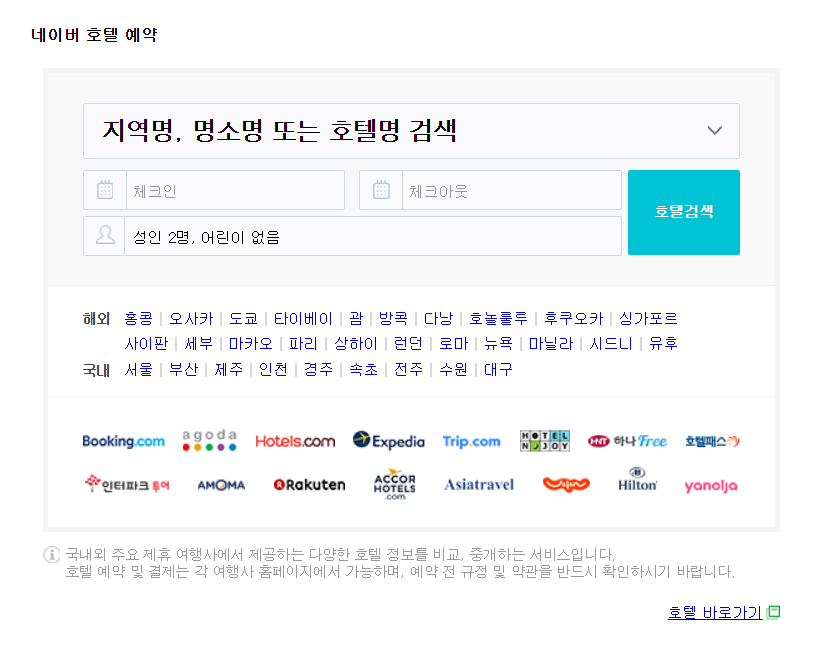 네이버 호텔 예약
지역명, 명소명 또는 호텔명 검색
체크인 체크아웃 호텔검색
성인 2명, 어린이 없음
해외 홍콩 | 오사카 | 도쿄 | 타이베이 | 괌 | 방콕 | 다낭 | 호놀룰루 | 후쿠오카 | 싱가포르
사이판 | 세부 | 마카오 | 파리 | 상하이 | 런던 | 로마 | 뉴욕 | 마닐라 | 시드니 | 유후
국내 서울 | 부산 | 제주 | 인천 | 경주 | 속초 | 전주 | 수원 | 대구
Booking.com agoda Hotels.com Expedia Trip.com HOTELNJOY HNT 하나Free 호텔패스
인터파크 투어 AMOMA Rakuten ACCOR HOTELS .com Asiatravel Hilton yanolja
국내외 주요 제휴 여행사에서 제공하는 다양한 호텔 정보를 비교, 중개하는 서비스입니다.
호텔 예약 및 결제는 각 여행사 홈페이지에서 가능하며, 예약 전 규정 및 약관을 반드시 확인하시기 바랍니다.
호텔 바로가기